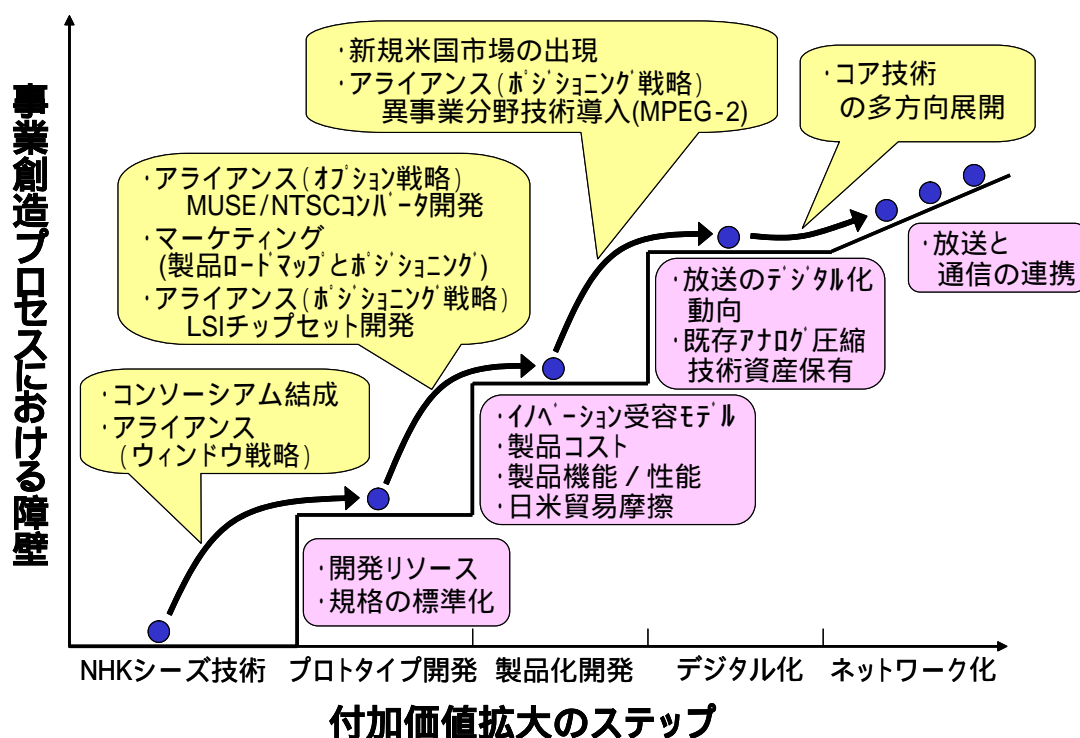 事業創造プロセスにおける障壁
・新規米国市場の出現
・アライアンス(ﾎﾟｼﾞｼｮﾆﾝｸﾞ戦略)
異事業分野技術導入(MPEG-2)
・コア技術
の多方向展開
・アライアンス(ｵﾌﾟｼｮﾝ戦略)
MUSE/NTSCｺﾝﾊﾞｰﾀ開発
・マーケティング
(製品ﾛｰﾄﾞﾏｯﾌﾟとﾎﾟｼﾞｼｮﾆﾝｸﾞ)
・アライアンス(ﾎﾟｼﾞｼｮﾆﾝｸﾞ戦略)
LSIチップセット開発
・コンソーシアム結成
・アライアンス
(ウィンドウ戦略)
・放送と
通信の連携
・放送のﾃﾞｼﾞﾀﾙ化
動向
・既存ｱﾅﾛｸﾞ圧縮
技術資産保有
・ｲﾉﾍﾞｰｼｮﾝ受容ﾓﾃﾞﾙ
・製品コスト
・製品機能／性能
・日米貿易摩擦
・開発リソース
・規格の標準化
NHKシーズ技術
プロトタイプ開発
製品化開発
デジタル化
ネットワーク化
付加価値拡大のステップ